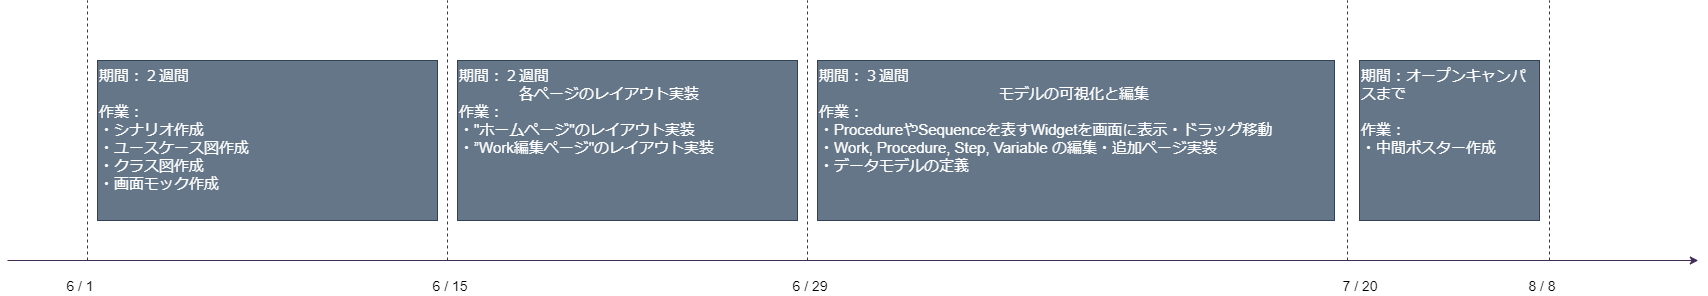 期間：２週間
作業：
・シナリオ作成
・ユースケース図作成
・クラス図作成
・画面モック作成
期間：２週間
各ページのレイアウト実装
作業：
・"ホームページ"のレイアウト実装
・"Work編集ページ"のレイアウト実装
期間：３週間
モデルの可視化と編集
作業：
・ProcedureやSequenceを表すWidgetを画面に表示・ドラッグ移動
・Work, Procedure, Step, Variable の編集・追加ページ実装
・データモデルの定義
期間：オープンキャンパ
スまで
作業：
・中間ポスター作成
6 / 1
6 / 15
6 / 29
7 / 20
8 / 8